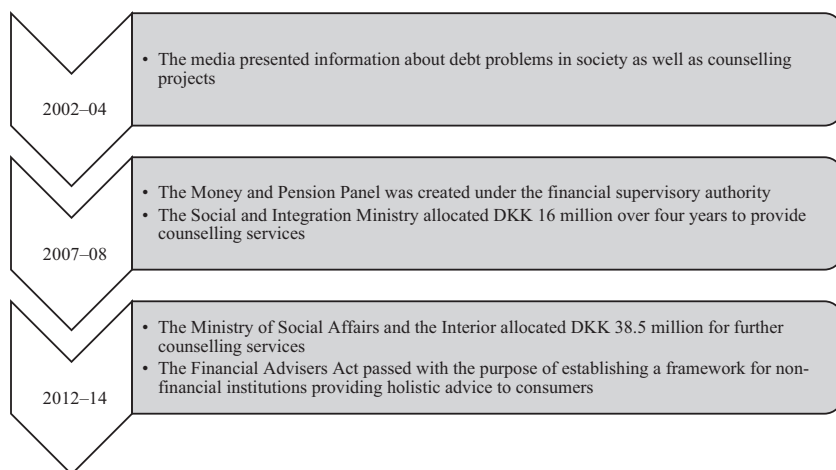 • The media presented information about debt problems in society as well as counselling
projects
2002–04
• The Money and Pension Panel was created under the financial supervisory authority
• The Social and Integration Ministry allocated DKK 16 million over four years to provide
counselling services
2007–08
• The Ministry of Social Affairs and the Interior allocated DKK 38.5 million for further
counselling services
• The Financial Advisers Act passed with the purpose of establishing a framework for non-
financial institutions providing holistic advice to consumers
2012–14